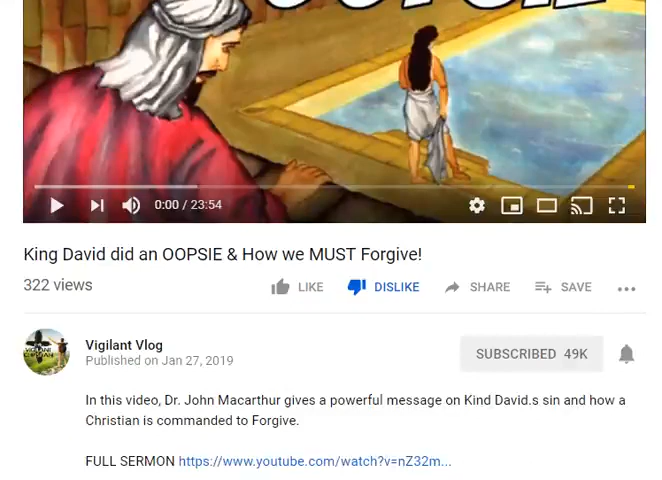 OOPSIE
0:00 / 23:54
King David did an OOPSIE & How we MUST Forgive!
322 views
LIKE
DISLIKE
SHARE
SAVE
Vigilant Vlog
Published on Jan 27, 2019
SUBSCRIBED 49K
In this video, Dr. John Macarthur gives a powerful message on Kind David.s sin and how a
Christian is commanded to Forgive.
FULL SERMON https://www.youtube.com/watch?v=nZ32m...